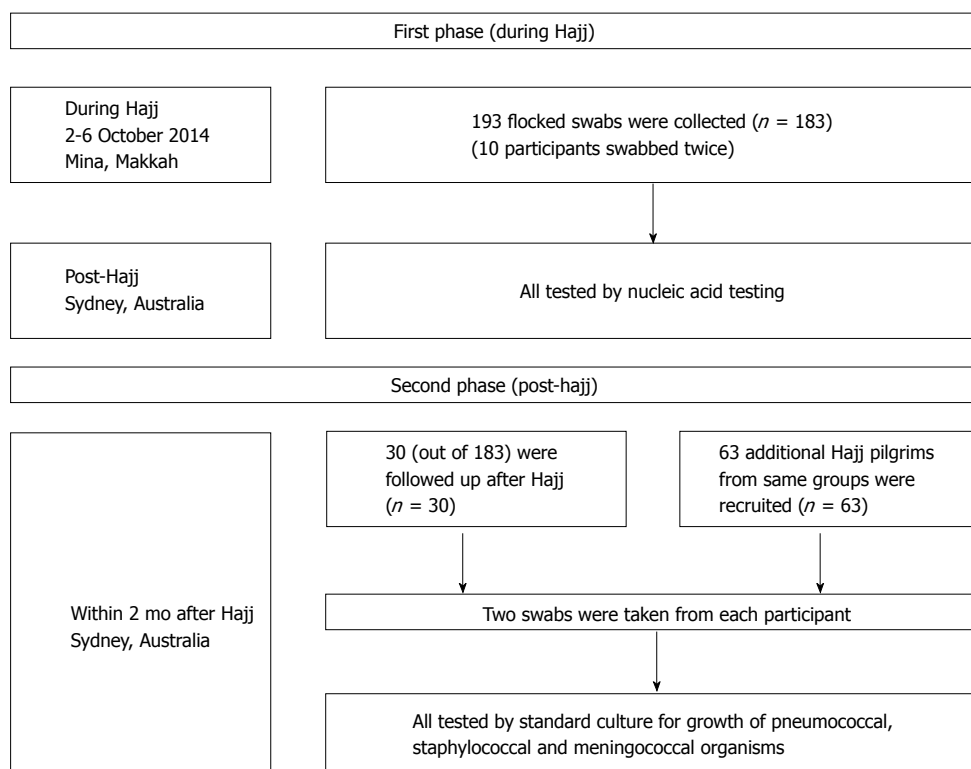 First phase (during Hajj)
During Hajj
2-6 October 2014
Mina, Makkah
193 flocked swabs were collected (n = 183)
(10 participants swabbed twice)
Post-Hajj
Sydney, Australia
All tested by nucleic acid testing
Second phase (post-hajj)
30 (out of 183) were
followed up after Hajj
(n = 30)
63 additional Hajj pilgrims
from same groups were
recruited (n = 63)
Within 2 mo after Hajj
Sydney, Australia
Two swabs were taken from each participant
All tested by standard culture for growth of pneumococcal,
staphylococcal and meningococcal organisms